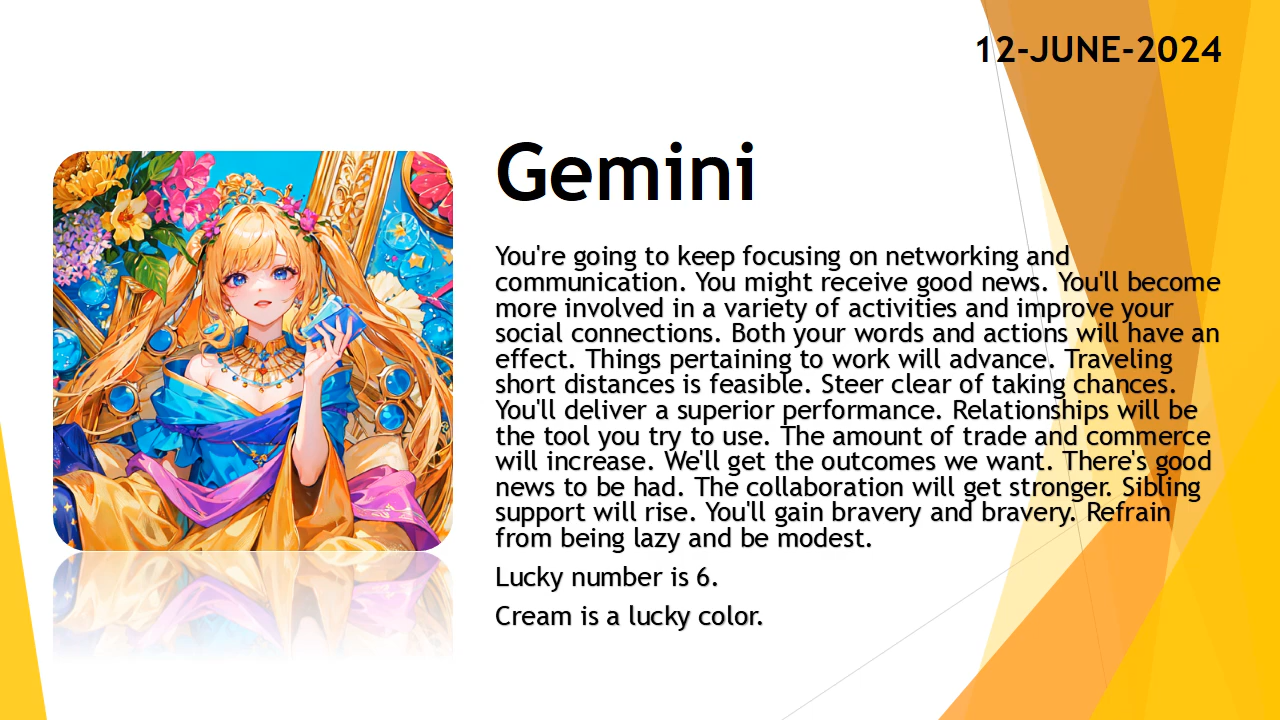 12-JUNE-2024
Gemini
You're going to keep focusing on networking and
communication. You might receive good news. You'll become
more involved in a variety of activities and improve your
social connections. Both your words and actions will have an
effect. Things pertaining to work will advance. Traveling
short distances is feasible. Steer clear of taking chances.
You'll deliver a superior performance. Relationships will be
the tool you try to use. The amount of trade and commerce
will increase. We'll get the outcomes we want. There's good
news to be had. The collaboration will get stronger. Sibling
support will rise. You'll gain bravery and bravery. Refrain
from being lazy and be modest.
Lucky number is 6.
Cream is a lucky color.